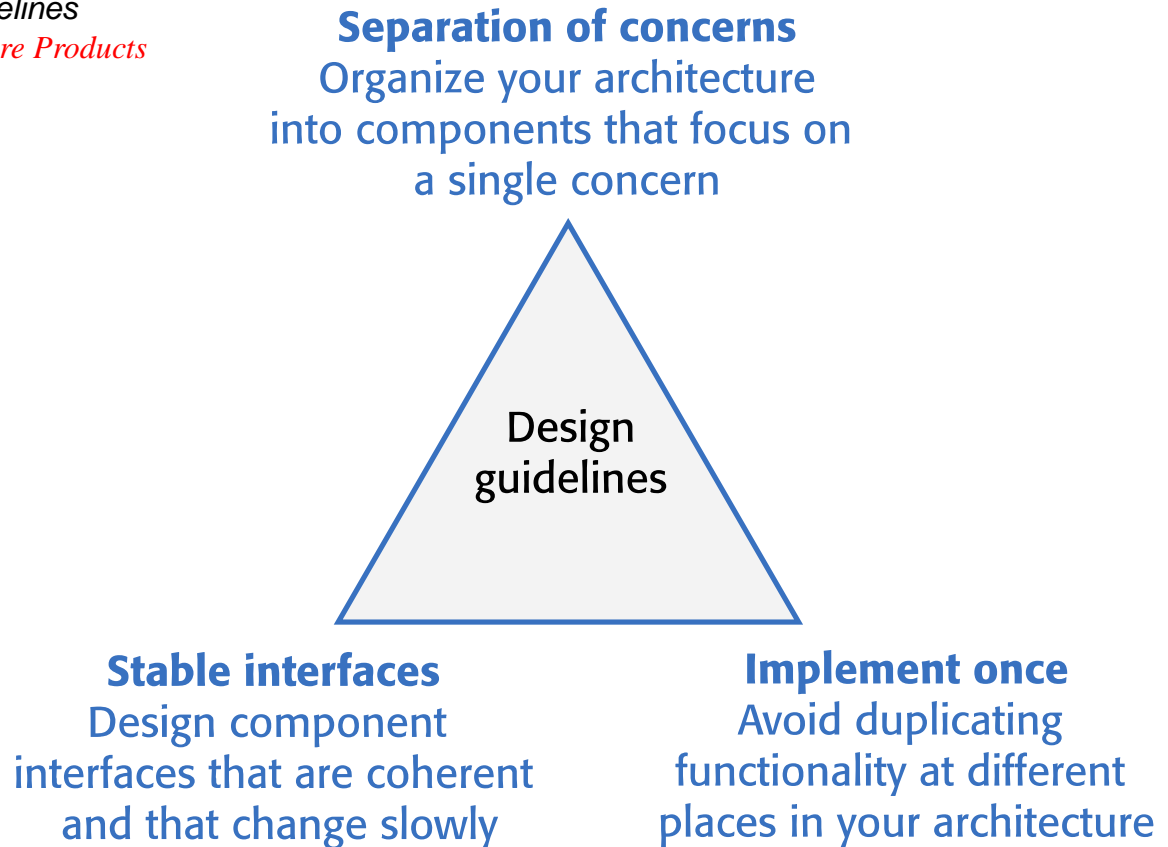 elines
re Products
Separation of concerns
Organize your architecture
into components that focus on
a single concern
Design
guidelines
Stable interfaces
Design component
interfaces that are coherent
and that change slowly
Implement once
Avoid duplicating
functionality at different
places in your architecture